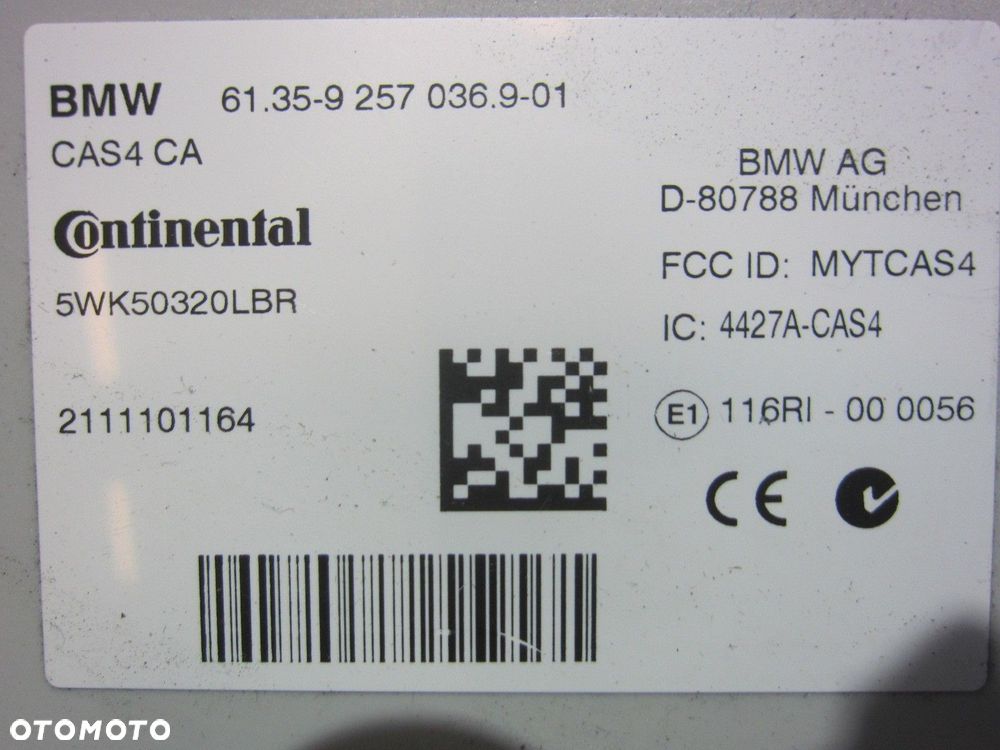 BMW 61.35-9 257 036.9-01
CAS4 CA
Continental
5WK50320LBR
2111101164
BMW AG
D-80788 München
FCC ID: MYTCAS4
IC: 4427A-CAS4
E1 116RI - 00 0056
CE
OTOMOTO